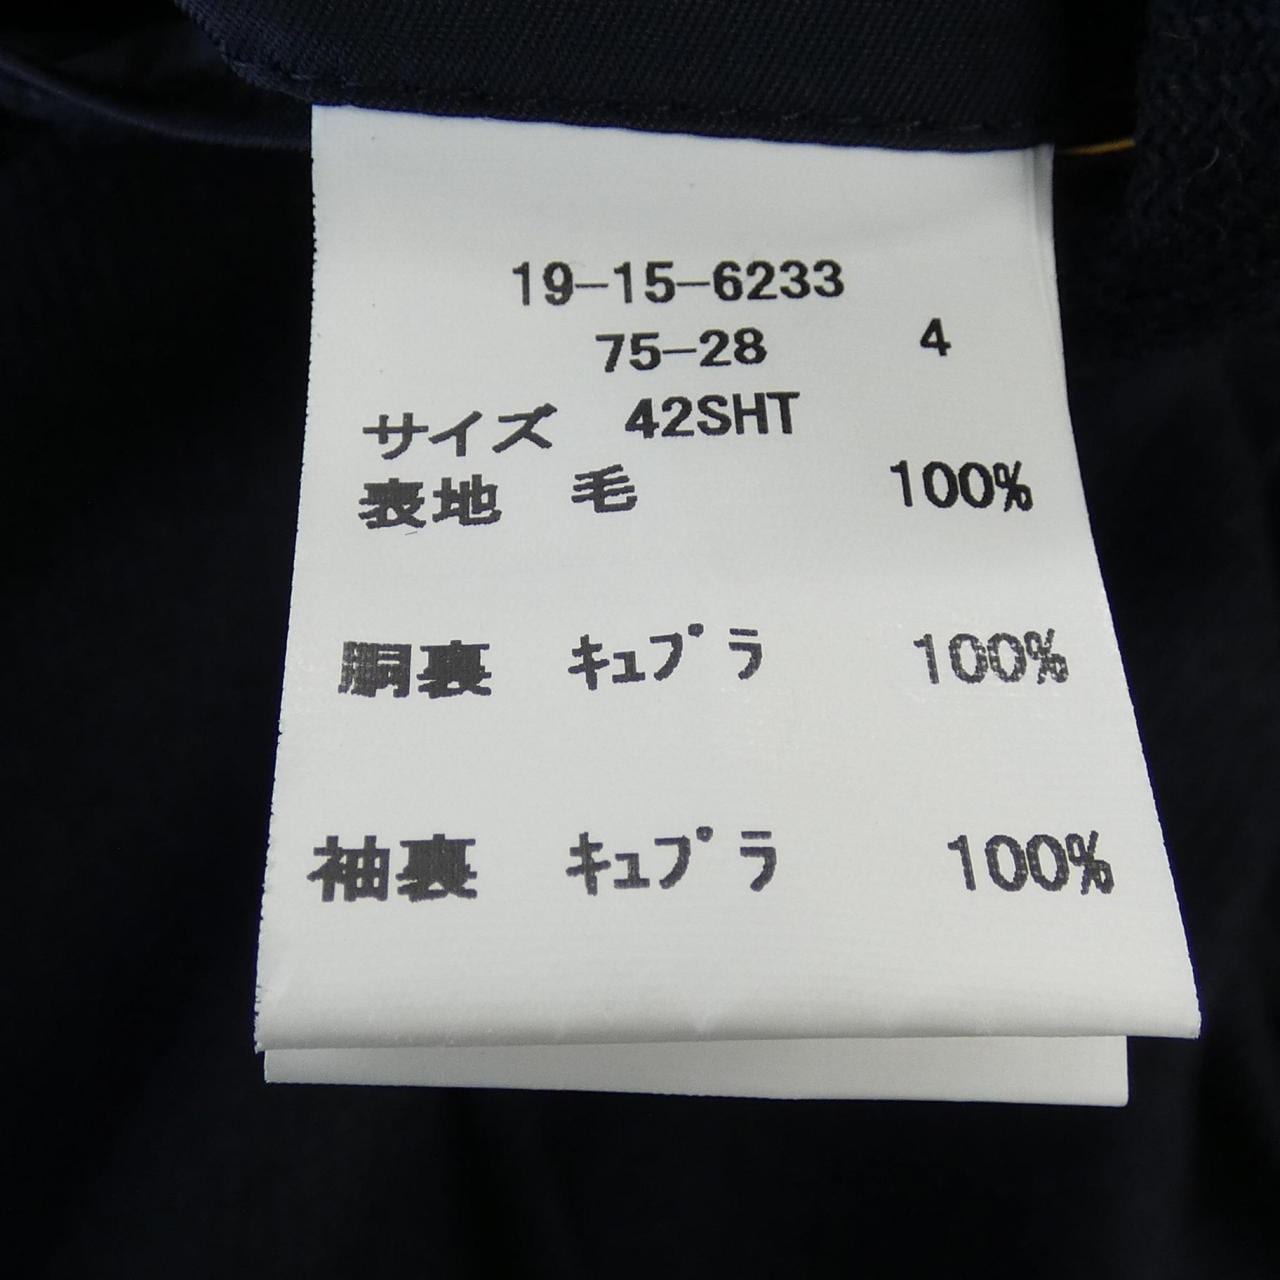 19-15-6233
75-28 4
サイズ 42SHT
表地 毛 100%
胴裏 キュプラ 100%
袖裏 キュプラ 100%